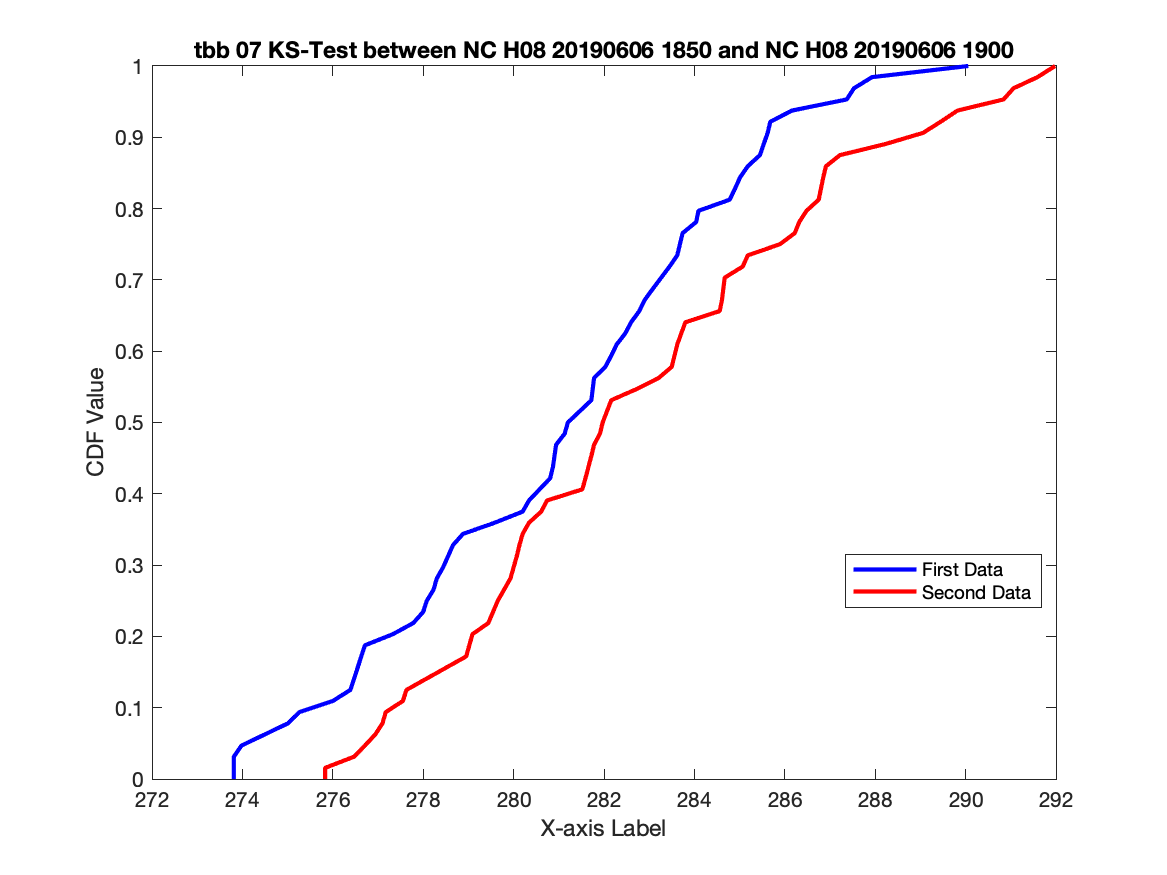 tbb 07 KS-Test between NC H08 20190606 1850 and NC H08 20190606 1900
1
0.9
0.8
0.7
0.6
0.5
0.4
0.3
0.2
0.1
0
CDF Value
First Data
Second Data
272 274 276 278 280 282 284 286 288 290 292
X-axis Label